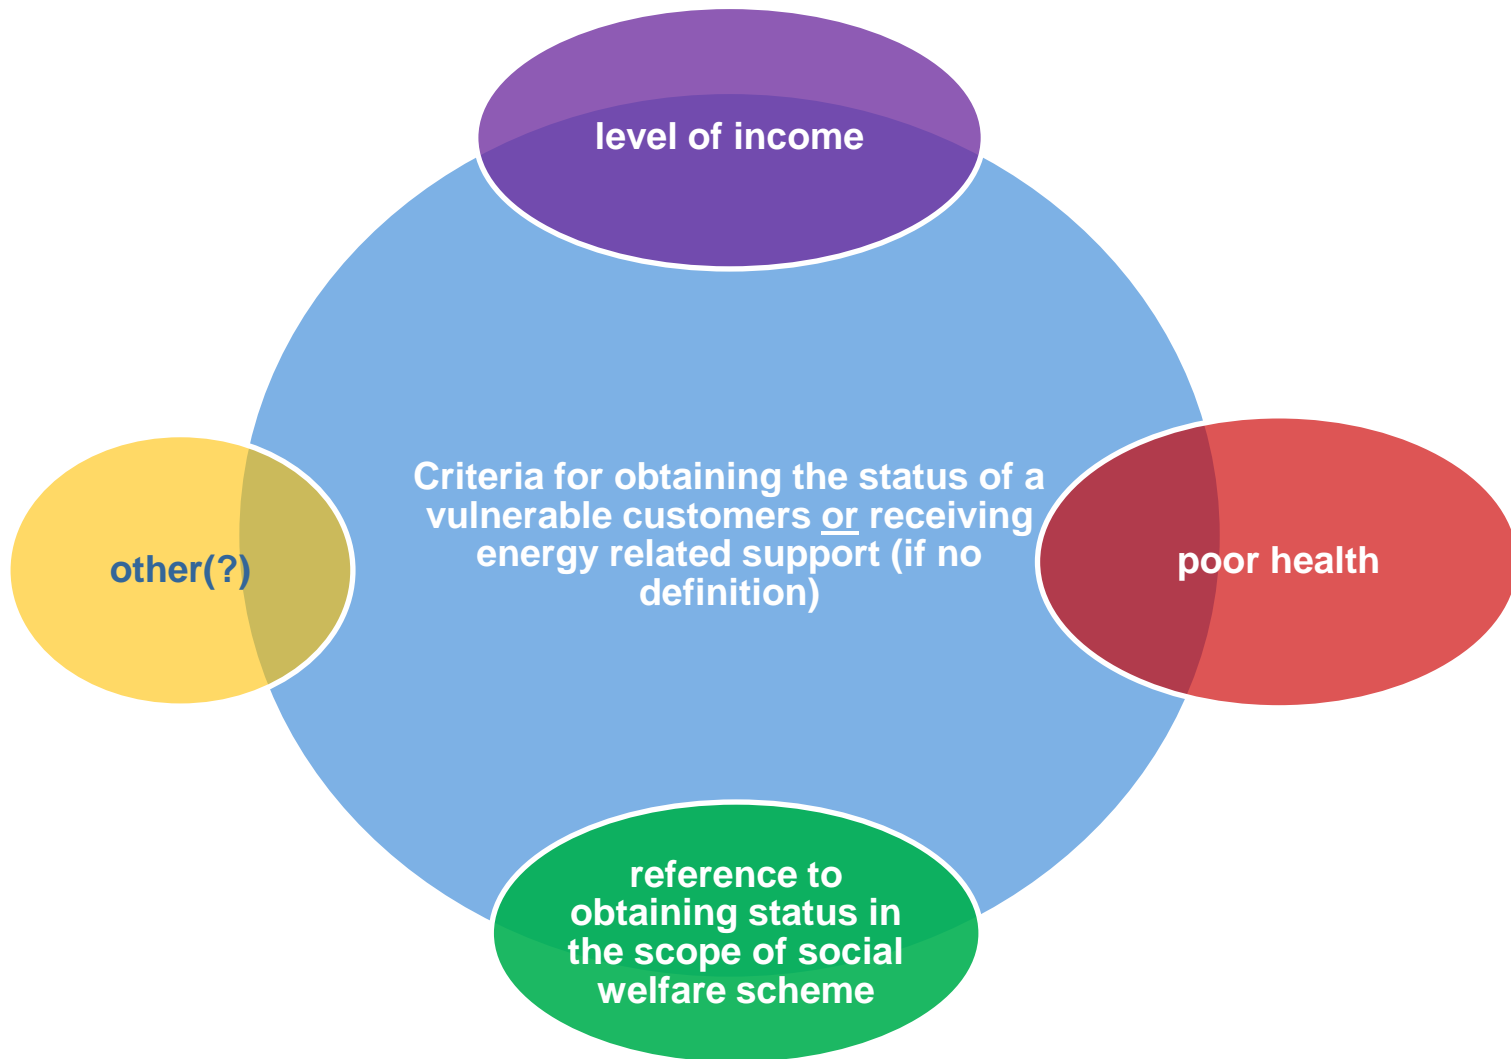 level of income
Criteria for obtaining the status of a
vulnerable customers or receiving
energy related support (if no
definition)
other(?)
poor health
reference to
obtaining status in
the scope of social
welfare scheme